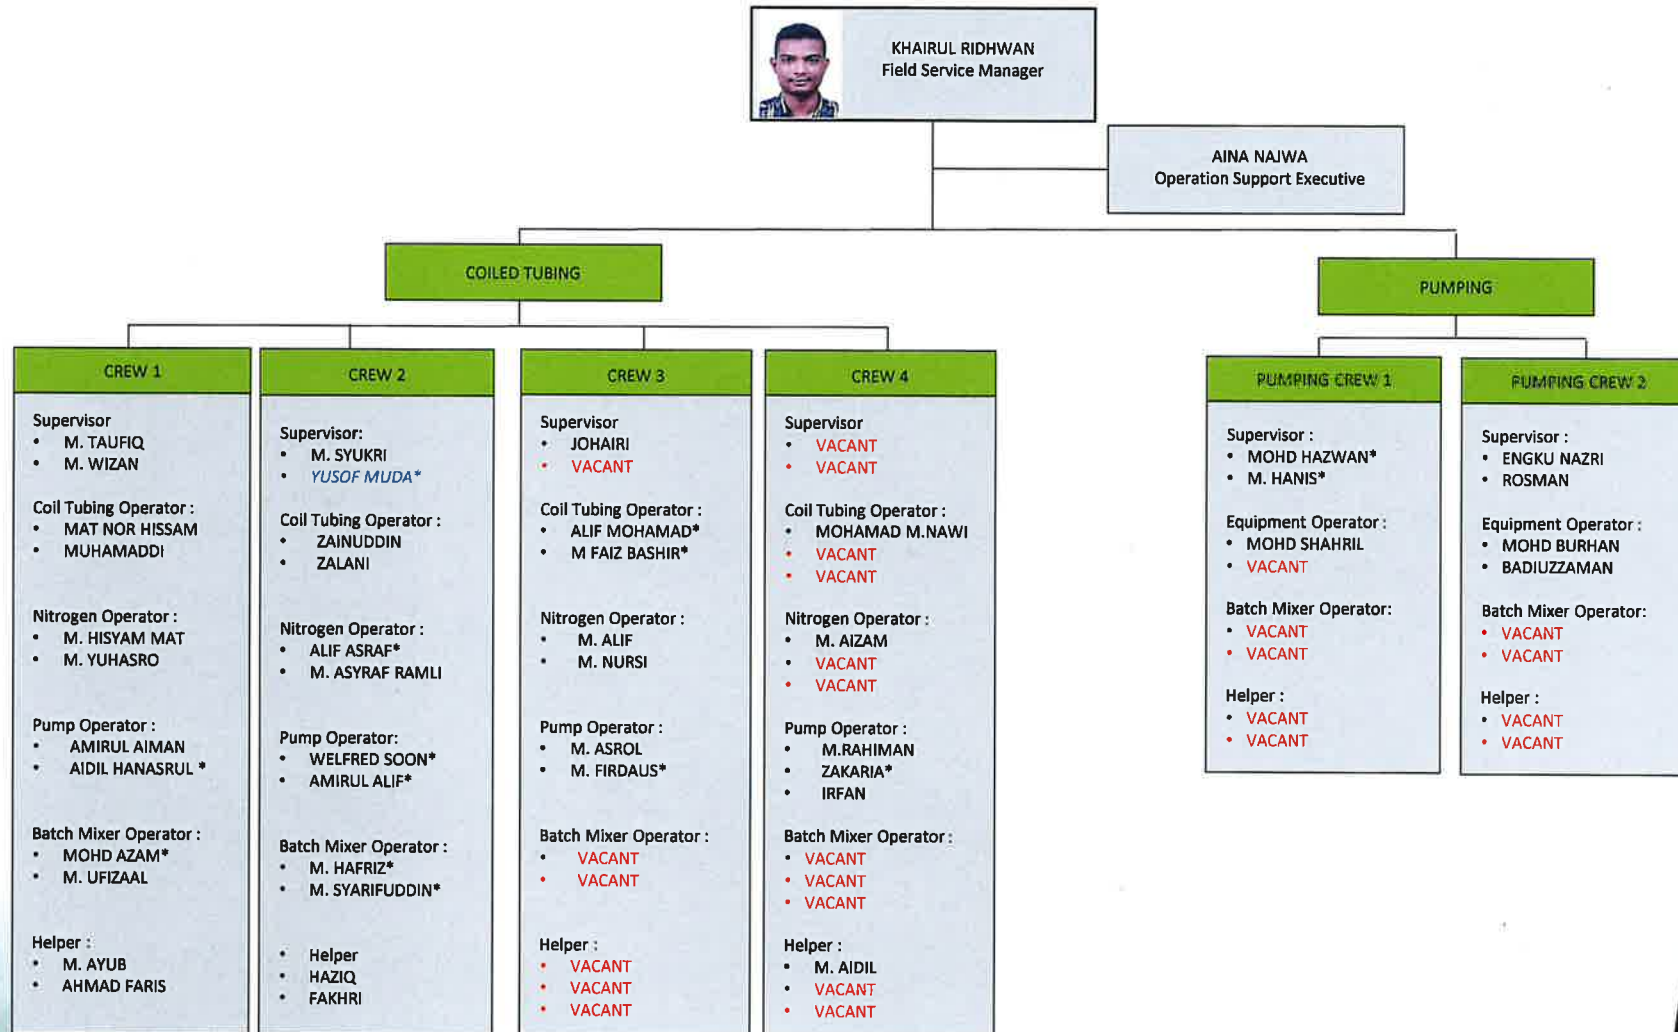 KHAIRUL RIDHWAN
Field Service Manager
AINA NAJWA
Operation Support Executive
COILED TUBING
PUMPING
CREW 1
Supervisor
• M. TAUFIQ
• M. WIZAN
Coil Tubing Operator :
• MAT NOR HISSAM
• MUHAMADDI
Nitrogen Operator :
• M. HISYAM MAT
• M. YUHASRO
Pump Operator :
• AMIRUL AIMAN
• AIDIL HANASRUL *
Batch Mixer Operator :
• MOHD AZAM*
• M. UFIZAAL
Helper :
• M. AYUB
• AHMAD FARIS
CREW 2
Supervisor:
• M. SYUKRI
• YUSOF MUDA*
Coil Tubing Operator :
• ZAINUDDIN
• ZALANI
Nitrogen Operator :
• ALIF ASRAF*
• M. ASYRAF RAMLI
Pump Operator:
• WELFRED SOON*
• AMIRUL ALIF*
Batch Mixer Operator :
• M. HAFRIZ*
• M. SYARIFUDDIN*
• Helper
• HAZIQ
• FAKHRI
CREW 3
Supervisor
• JOHAIRI
• VACANT
Coil Tubing Operator :
• ALIF MOHAMAD*
• M FAIZ BASHIR*
Nitrogen Operator :
• M. ALIF
• M. NURSI
Pump Operator :
• M. ASROL
• M. FIRDAUS*
Batch Mixer Operator :
• VACANT
• VACANT
Helper :
• VACANT
• VACANT
• VACANT
CREW 4
Supervisor
• VACANT
• VACANT
Coil Tubing Operator :
• MOHAMAD M.NAWI
• VACANT
• VACANT
Nitrogen Operator :
• M. AIZAM
• VACANT
• VACANT
Pump Operator :
• M.RAHIMAN
• ZAKARIA*
• IRFAN
Batch Mixer Operator :
• VACANT
• VACANT
• VACANT
Helper :
• M. AIDIL
• VACANT
• VACANT
PUMPING CREW 1
Supervisor :
• MOHD HAZWAN*
• M. HANIS*
Equipment Operator :
• MOHD SHAHRIL
• VACANT
Batch Mixer Operator:
• VACANT
• VACANT
Helper :
• VACANT
• VACANT
PUMPING CREW 2
Supervisor :
• ENGKU NAZRI
• ROSMAN
Equipment Operator :
• MOHD BURHAN
• BADIUZZAMAN
Batch Mixer Operator:
• VACANT
• VACANT
Helper :
• VACANT
• VACANT